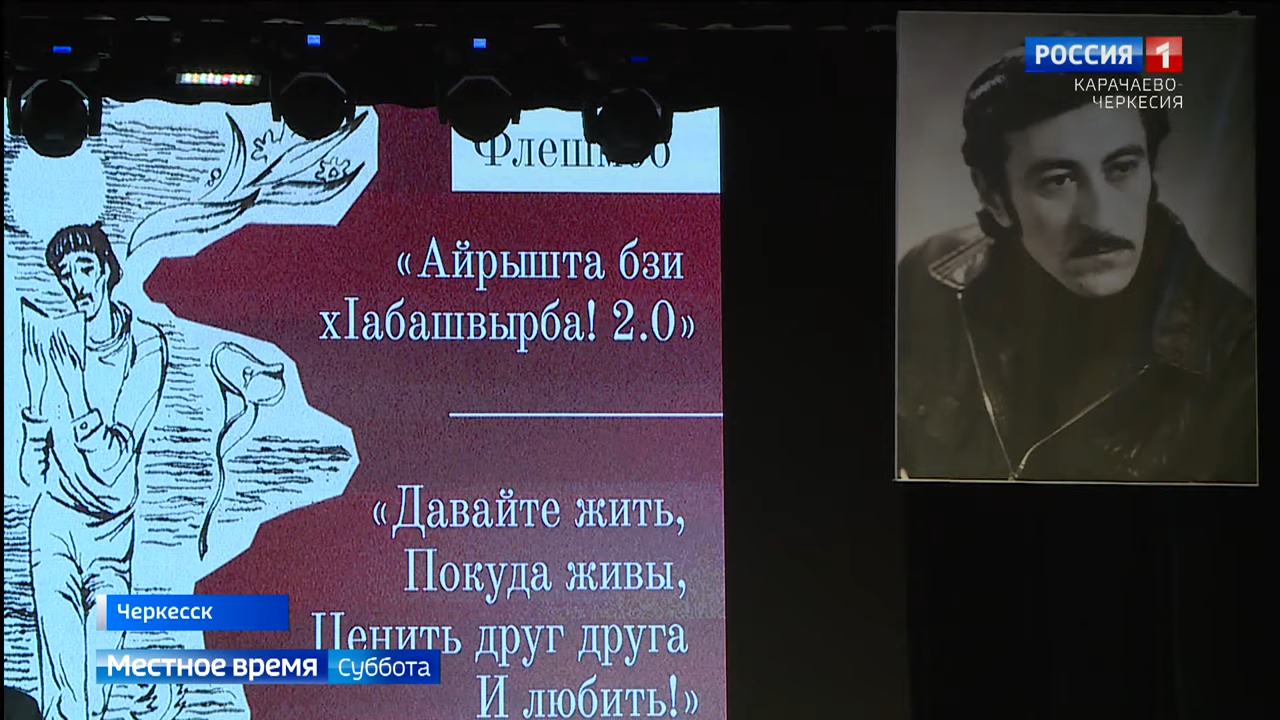 РОССИЯ 1
КАРАЧАЕВО-
ЧЕРКЕСИЯ
Флешмоб
«Айрышта бзи
хIабашвырба! 2.0»
«Давайте жить,
Покуда живы,
Ценить друг друга
И любить!»
Черкесск
Местное время Суббота